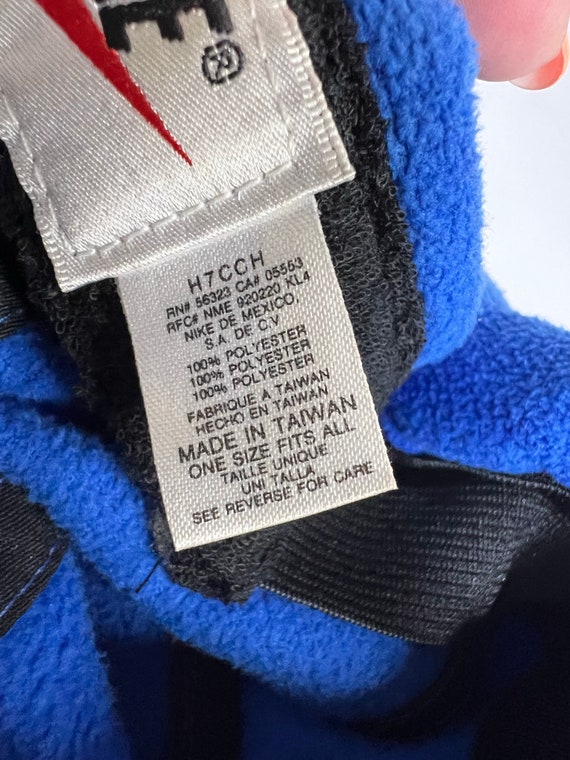 E ®
H7CCH
RN# 56323 CA# 05553
RFC# NME 920220 KL4
NIKE DE MEXICO,
S.A. DE C.V
100% POLYESTER
100% POLYESTER
100% POLYESTER
FABRIQUE A TAIWAN
HECHO EN TAIWAN
MADE IN TAIWAN
ONE SIZE FITS ALL
TAILLE UNIQUE
UNI TALLA
SEE REVERSE FOR CARE